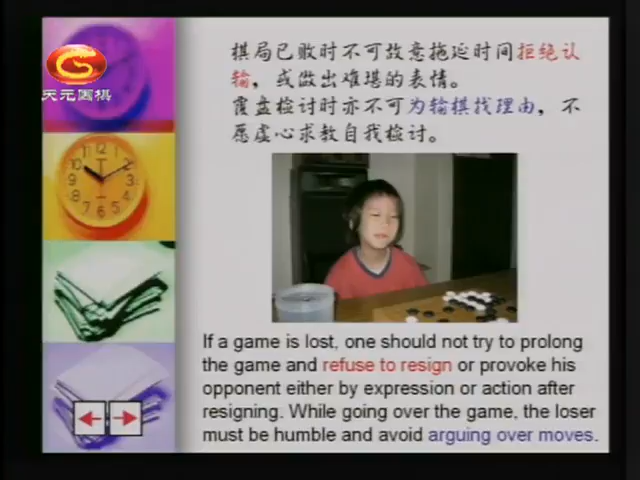 棋局已败时不可故意拖延时间拒绝认
输，或做出难堪的表情。
覆盘检讨时亦不可为输棋找理由，不
愿虚心求教自我检讨。
天元围棋
If a game is lost, one should not try to prolong
the game and refuse to resign or provoke his
opponent either by expression or action after
resigning. While going over the game, the loser
must be humble and avoid arguing over moves.